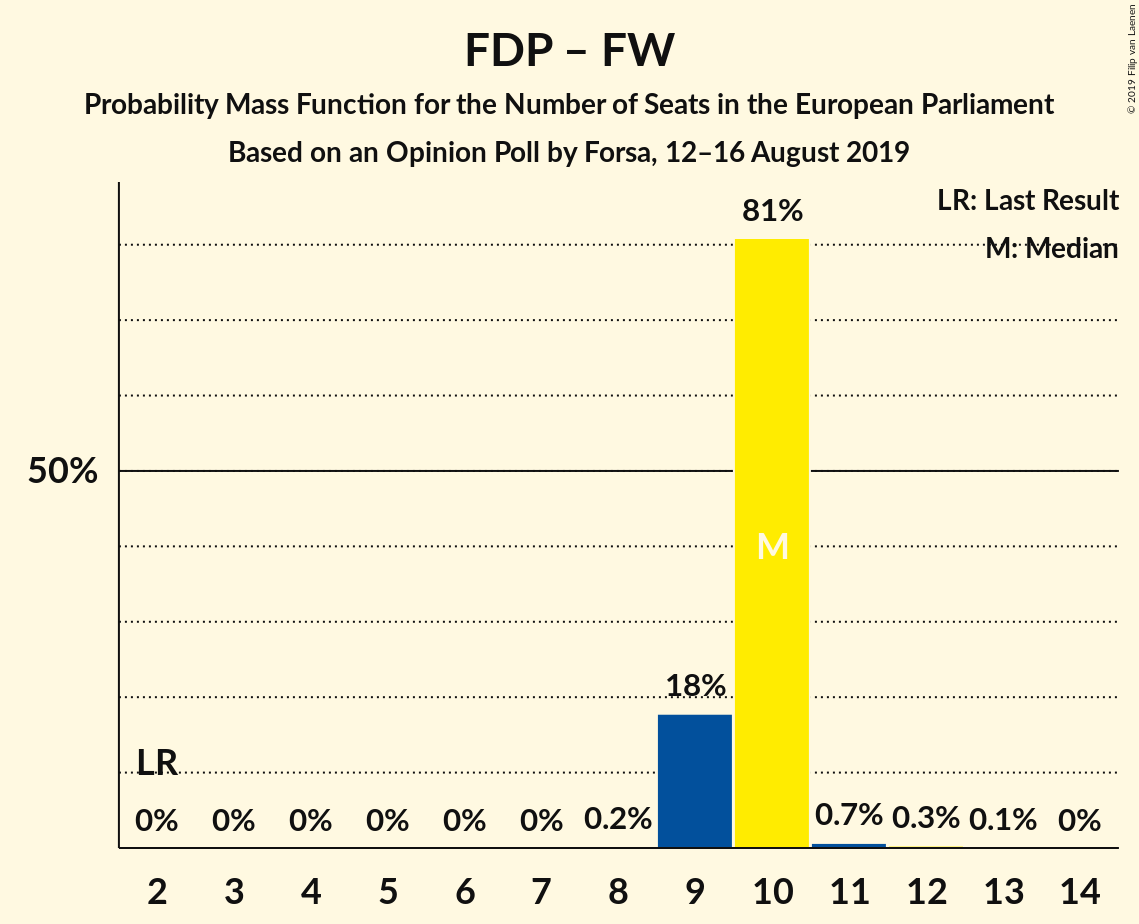 FDP – FW
Probability Mass Function for the Number of Seats in the European Parliament
Based on an Opinion Poll by Forsa, 12–16 August 2019
© 2019 Filip van Laenen
LR: Last Result
M: Median
81%
50%
M
18%
LR
0% 0% 0% 0% 0% 0% 0.2% 0.7% 0.3% 0.1% 0%
2 3 4 5 6 7 8 9 10 11 12 13 14